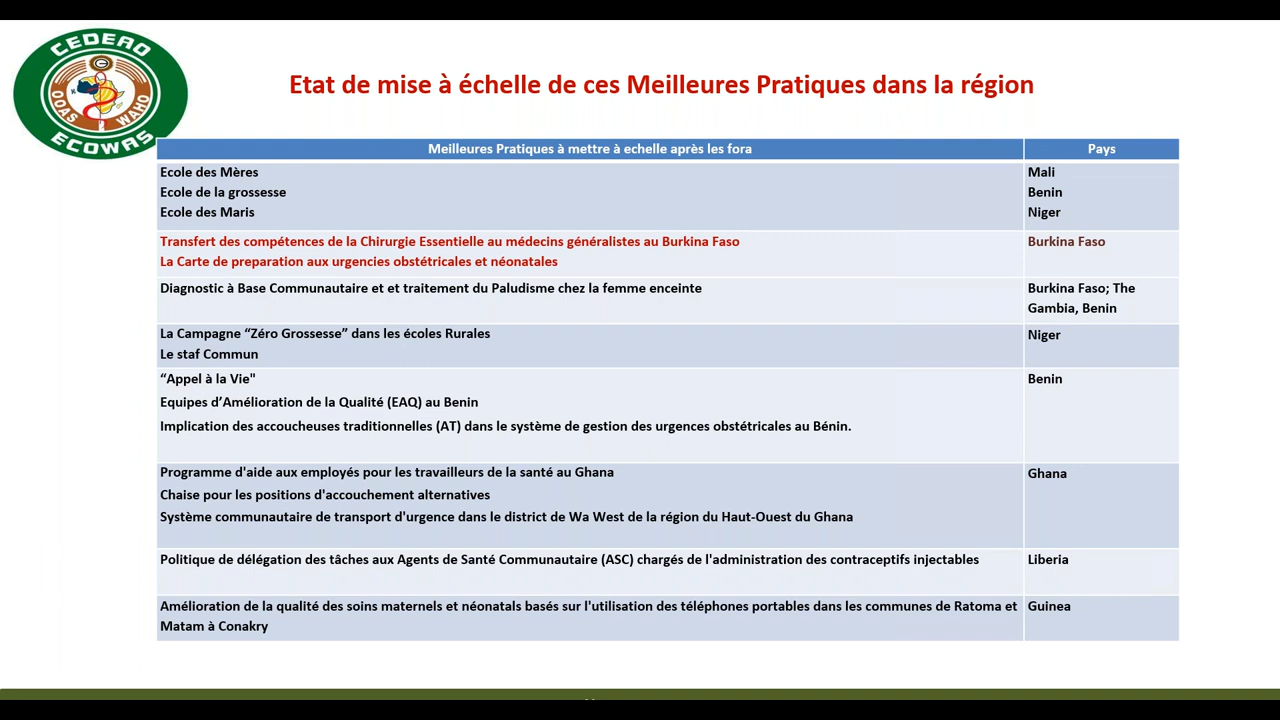 CEDEAO
OOAS WAHO
ECOWAS
Etat de mise à échelle de ces Meilleures Pratiques dans la région
Meilleures Pratiques à mettre à echelle après les fora
Pays
Ecole des Mères
Mali
Ecole de la grossesse
Benin
Ecole des Maris
Niger
Transfert des compétences de la Chirurgie Essentielle au médecins généralistes au Burkina Faso
Burkina Faso
La Carte de preparation aux urgencies obstétricales et néonatales
Diagnostic à Base Communautaire et et traitement du Paludisme chez la femme enceinte
Burkina Faso; The
Gambia, Benin
La Campagne “Zéro Grossesse” dans les écoles Rurales
Niger
Le staf Commun
“Appel à la Vie"
Benin
Equipes d’Amélioration de la Qualité (EAQ) au Benin
Implication des accoucheuses traditionnelles (AT) dans le système de gestion des urgences obstétricales au Bénin.
Programme d'aide aux employés pour les travailleurs de la santé au Ghana
Ghana
Chaise pour les positions d'accouchement alternatives
Système communautaire de transport d'urgence dans le district de Wa West de la région du Haut-Ouest du Ghana
Politique de délégation des tâches aux Agents de Santé Communautaire (ASC) chargés de l'administration des contraceptifs injectables
Liberia
Amélioration de la qualité des soins maternels et néonatals basés sur l'utilisation des téléphones portables dans les communes de Ratoma et
Guinea
Matam à Conakry